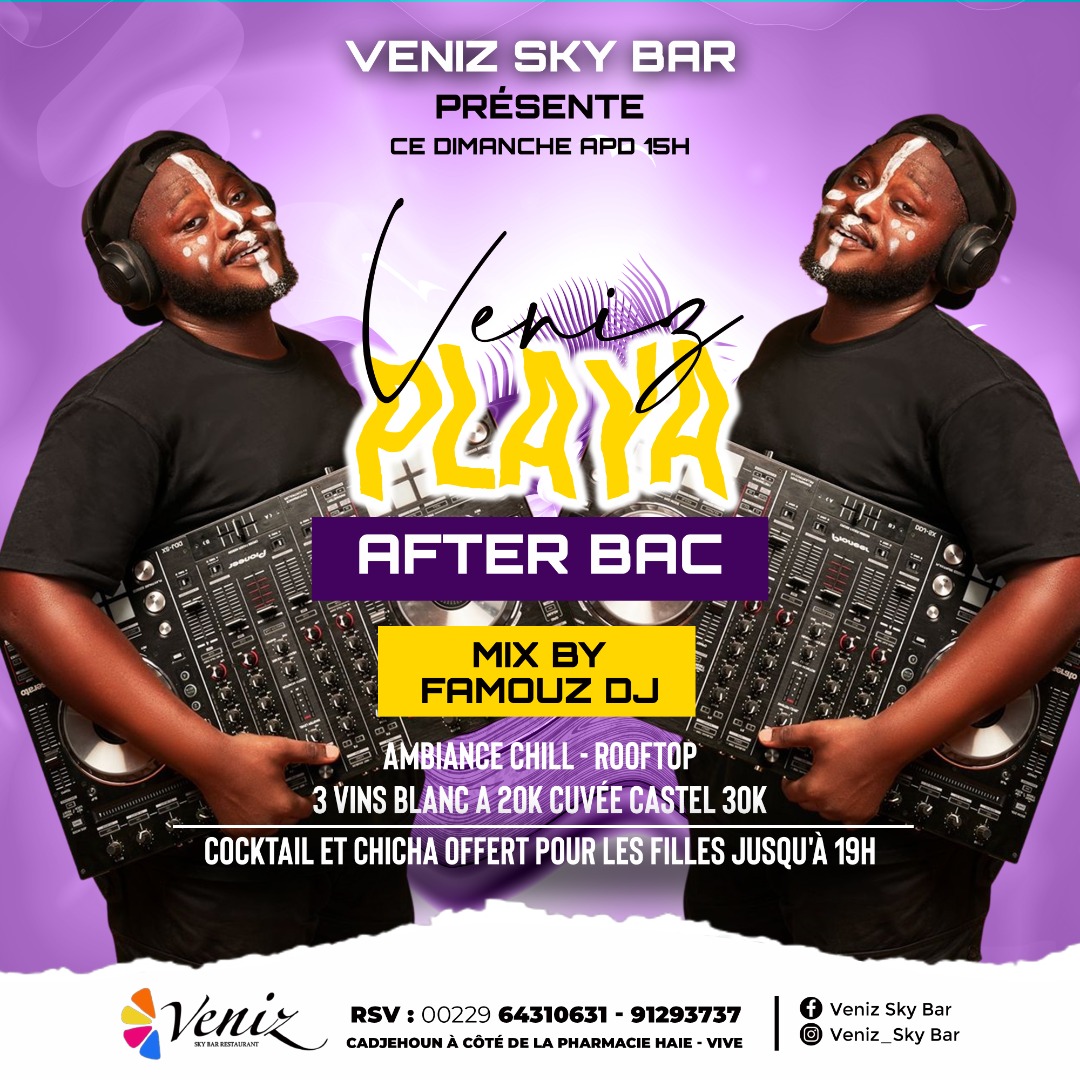 VENIZ SKY BAR
PRÉSENTE
CE DIMANCHE APD 15H
Veniz
PLAYA
AFTER BAC
MIX BY
FAMOUZ DJ
AMBIANCE CHILL - ROOFTOP
3 VINS BLANC A 20K CUVÉE CASTEL 30K
COCKTAIL ET CHICHA OFFERT POUR LES FILLES JUSQU'À 19H
Veniz
SKY BAR RESTAURANT
RSV : 00229 64310631 - 91293737
CADJEHOUN À CÔTÉ DE LA PHARMACIE HAIE - VIVE
Veniz Sky Bar
Veniz_Sky Bar